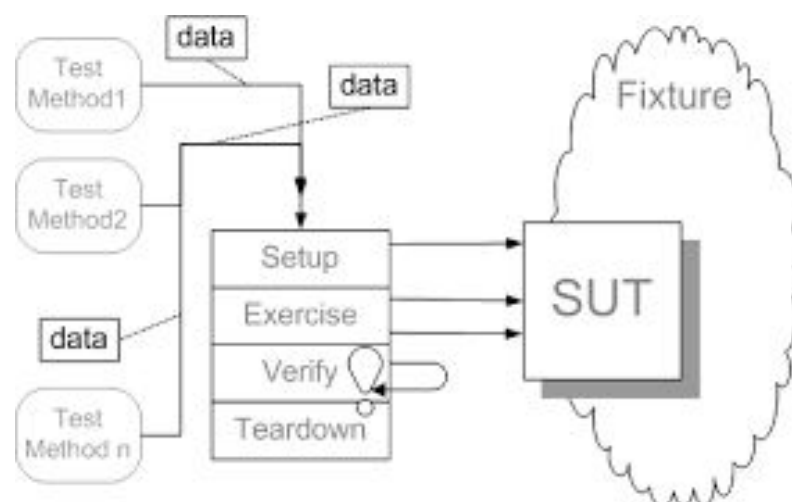 data
Test
Method1
data
Fixture
Test
Method2
Setup
SUT
Exercise
data
Verify
Test
Method n
Teardown